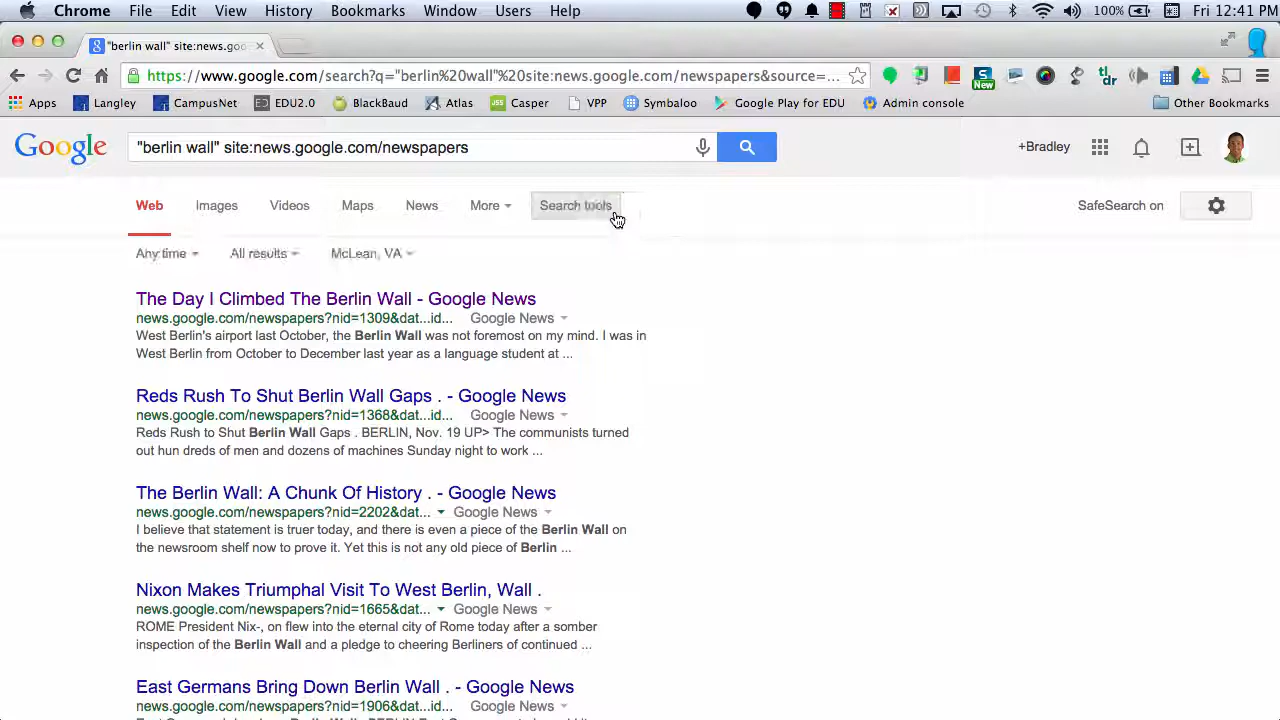 Chrome File Edit View History Bookmarks Window Users Help 100% Fri 12:41 PM
"berlin wall" site:news.goo
https://www.google.com/search?q="berlin%20wall"%20site:news.google.com/newspapers&source=...
New tl;dr
Apps Langley CampusNet EDU2.0 BlackBaud Atlas Casper VPP Symbaloo Google Play for EDU Admin console Other Bookmarks
Google "berlin wall" site:news.google.com/newspapers +Bradley
Web Images Videos Maps News More Search tools SafeSearch on
Any time All results McLean, VA
The Day I Climbed The Berlin Wall - Google News
news.google.com/newspapers?nid=1309&dat...id... Google News
West Berlin's airport last October, the Berlin Wall was not foremost on my mind. I was in
West Berlin from October to December last year as a language student at ...
Reds Rush To Shut Berlin Wall Gaps . - Google News
news.google.com/newspapers?nid=1368&dat...id... Google News
Reds Rush to Shut Berlin Wall Gaps . BERLIN, Nov. 19 UP> The communists turned
out hun dreds of men and dozens of machines Sunday night to work ...
The Berlin Wall: A Chunk Of History . - Google News
news.google.com/newspapers?nid=2202&dat... Google News
I believe that statement is truer today, and there is even a piece of the Berlin Wall on
the newsroom shelf now to prove it. Yet this is not any old piece of Berlin ...
Nixon Makes Triumphal Visit To West Berlin, Wall .
news.google.com/newspapers?nid=1665&dat... Google News
ROME President Nix-, on flew into the eternal city of Rome today after a somber
inspection of the Berlin Wall and a pledge to cheering Berliners of continued ...
East Germans Bring Down Berlin Wall . - Google News
news.google.com/newspapers?nid=1906&dat...id... Google News